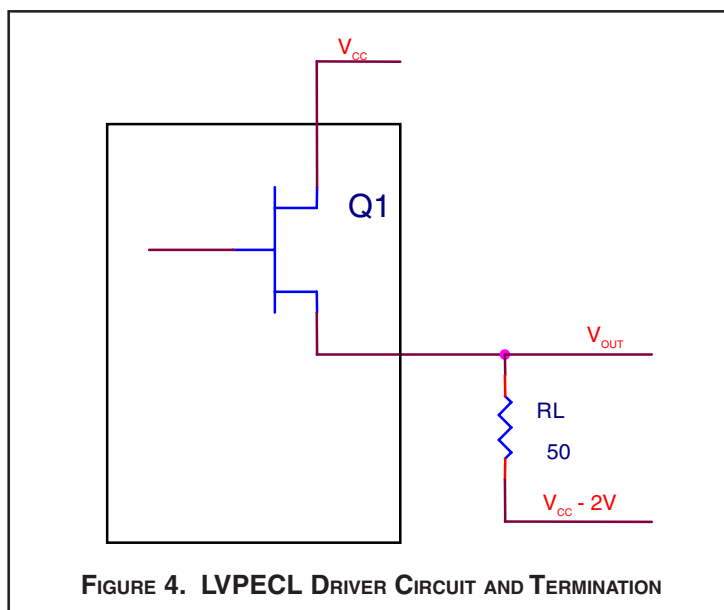 VCC
Q1
VOUT
RL
50
VCC - 2V
FIGURE 4. LVPECL DRIVER CIRCUIT AND TERMINATION